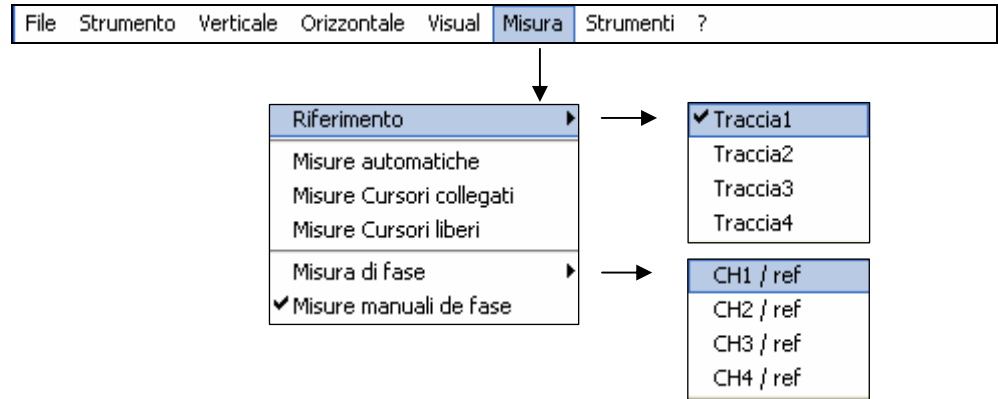 File Strumento Verticale Orizzontale Visual Misura Strumenti ?
Riferimento
Misure automatiche
Misure Cursori collegati
Misure Cursori liberi
Misura di fase
Misure manuali de fase
Traccia1
Traccia2
Traccia3
Traccia4
CH1 / ref
CH2 / ref
CH3 / ref
CH4 / ref